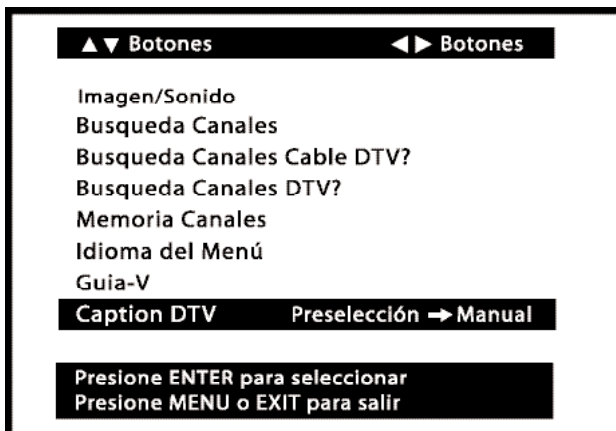 ▲▼ Botones ◀▶ Botones
Imagen/Sonido
Busqueda Canales
Busqueda Canales Cable DTV?
Busqueda Canales DTV?
Memoria Canales
Idioma del Menú
Guia-V
Caption DTV Preselección → Manual
Presione ENTER para seleccionar
Presione MENU o EXIT para salir